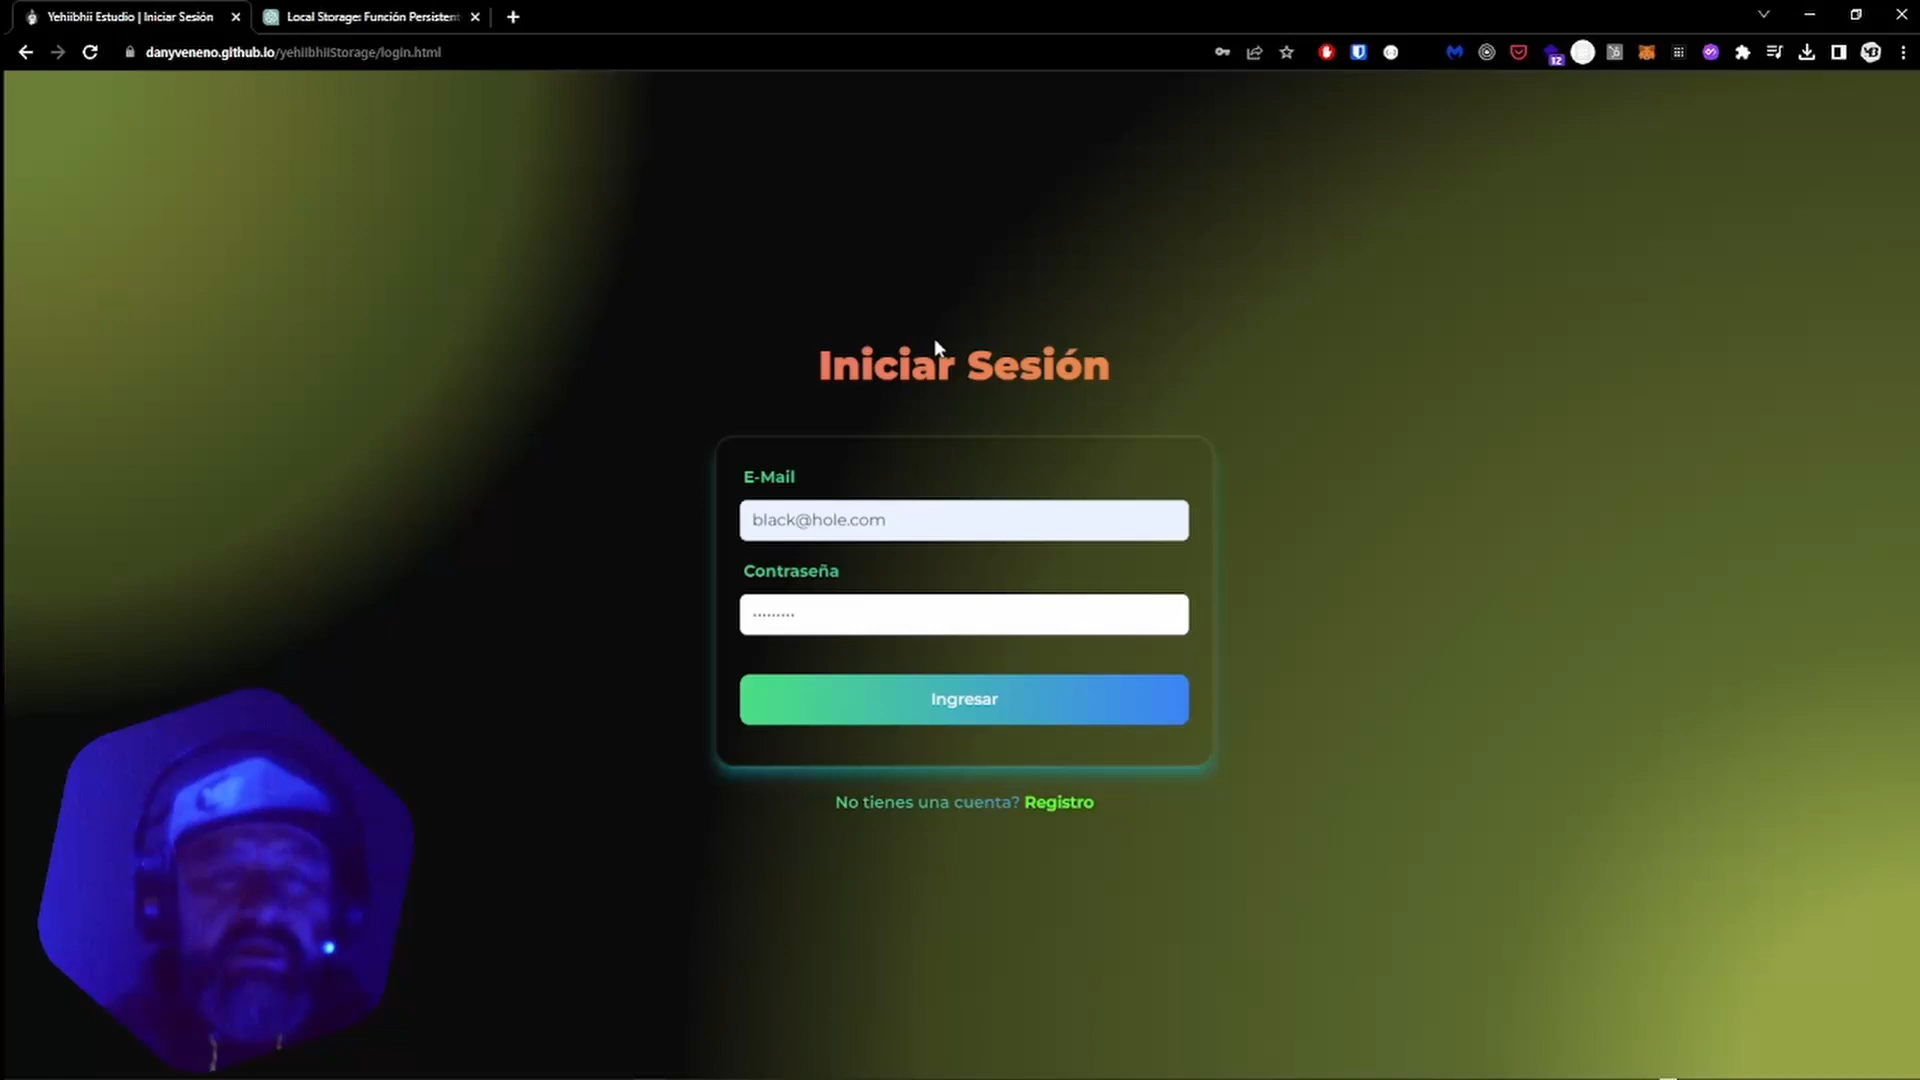 Yehiibhii Estudio | Iniciar Sesión
Local Storage: Función Persistent
danyveneno.github.io/yehiibhiiStorage/login.html
12
Iniciar Sesión
E-Mail
black@hole.com
Contraseña
Ingresar
No tienes una cuenta? Registro